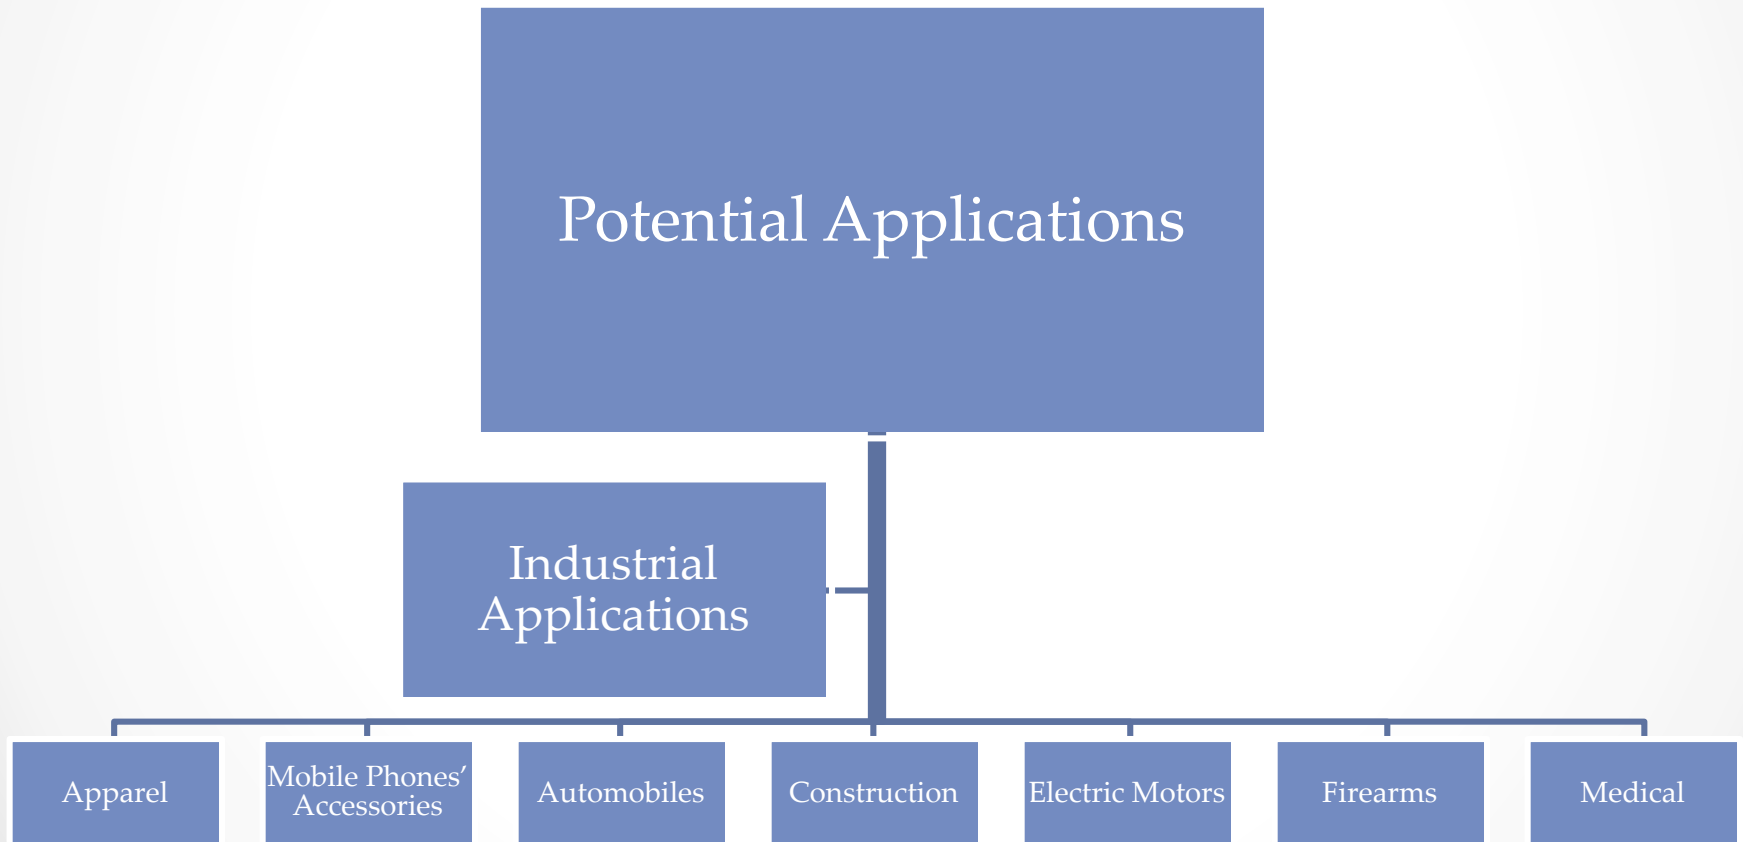 Potential Applications
Industrial
Applications
Apparel
Mobile Phones’
Accessories
Automobiles
Construction
Electric Motors
Firearms
Medical